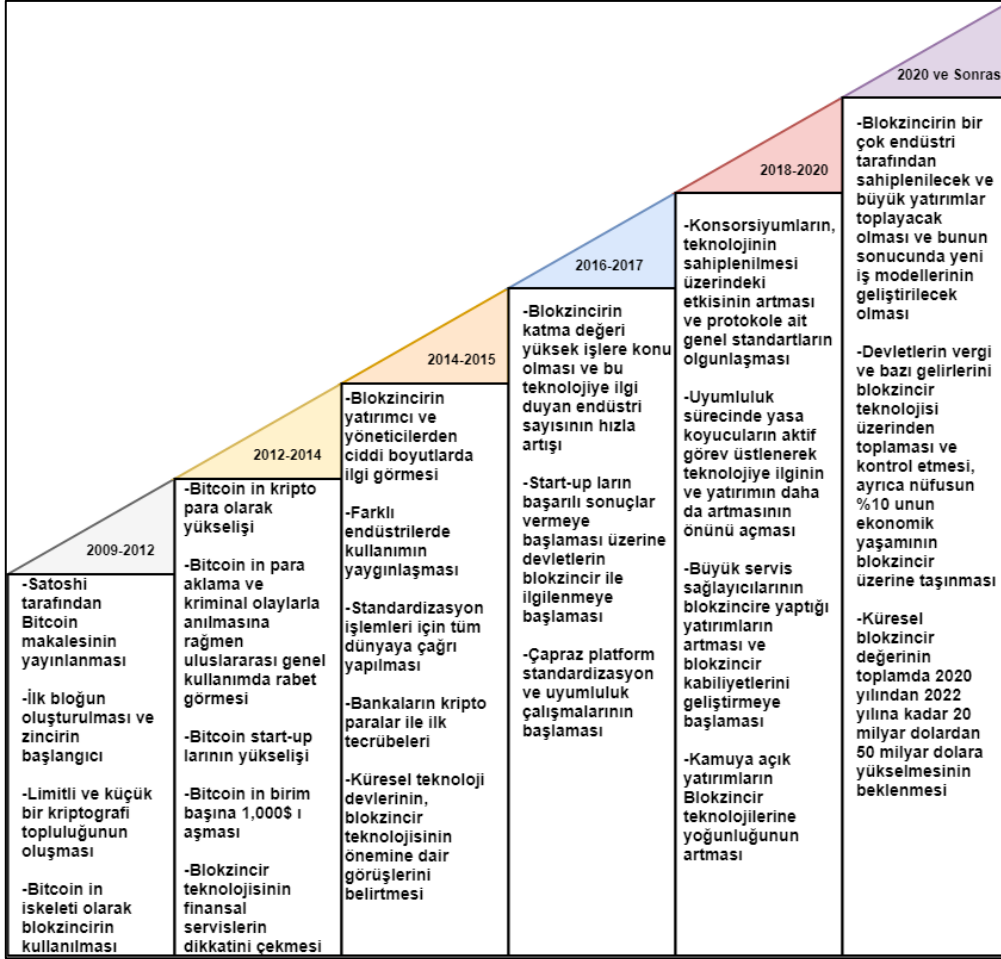 2009-2012
-Satoshi
tarafından
Bitcoin
makalesinin
yayınlanması
-İlk bloğun
oluşturulması ve
zincirin
başlangıcı
-Limitli ve küçük
bir kriptografi
topluluğunun
oluşması
-Bitcoin in
iskeleti olarak
blokzincirin
kullanılması
2012-2014
-Bitcoin in kripto
para olarak
yükselişi
-Bitcoin in para
aklama ve
kriminal olaylarla
anılmasına
rağmen
uluslararası genel
kullanımda rabet
görmesi
-Bitcoin start-up
larının yükselişi
-Bitcoin in birim
başına 1,000$ ı
aşması
-Blokzincir
teknolojisinin
finansal
servislerin
dikkatini çekmesi
2014-2015
-Blokzincirin
yatırımcı ve
yöneticilerden
ciddi boyutlarda
ilgi görmesi
-Farklı
endüstrilerde
kullanımın
yaygınlaşması
-Standardizasyon
işlemleri için tüm
dünyaya çağrı
yapılması
-Bankaların kripto
paralar ile ilk
tecrübeleri
-Küresel teknoloji
devlerinin,
blokzincir
teknolojisinin
önemine dair
görüşlerini
belirtmesi
2016-2017
-Blokzincirin
katma değeri
yüksek işlere konu
olması ve bu
teknolojiye ilgi
duyan endüstri
sayısının hızla
artışı
-Start-up ların
başarılı sonuçlar
vermeye
başlaması üzerine
devletlerin
blokzincir ile
ilgilenmeye
başlaması
-Çapraz platform
standardizasyon
ve uyumluluk
çalışmalarının
başlaması
2018-2020
-Konsorsiyumların,
teknolojinin
sahiplenilmesi
üzerindeki
etkisinin artması
ve protokole ait
genel standartların
olgunlaşması
-Uyumluluk
sürecinde yasa
koyucuların aktif
görev üstlenerek
teknolojiye ilginin
ve yatırımın daha
da artmasının
önünü açması
-Büyük servis
sağlayıcılarının
blokzincire yaptığı
yatırımların
artması ve
blokzincir
kabiliyetlerini
geliştirmeye
başlaması
-Kamuya açık
yatırımların
Blokzincir
teknolojilerine
yoğunluğunun
artması
2020 ve Sonras
-Blokzincirin bir
çok endüstri
tarafından
sahiplenilecek ve
büyük yatırımlar
toplayacak
olması ve bunun
sonucunda yeni
iş modellerinin
geliştirilecek
olması
-Devletlerin vergi
ve bazı gelirlerini
blokzincir
teknolojisi
üzerinden
toplaması ve
kontrol etmesi,
ayrıca nüfusun
%10 unun
ekonomik
yaşamının
blokzincir
üzerine taşınması
-Küresel
blokzincir
değerinin
toplamda 2020
yılından 2022
yılına kadar 20
milyar dolardan
50 milyar dolara
yükselmesinin
beklenmesi